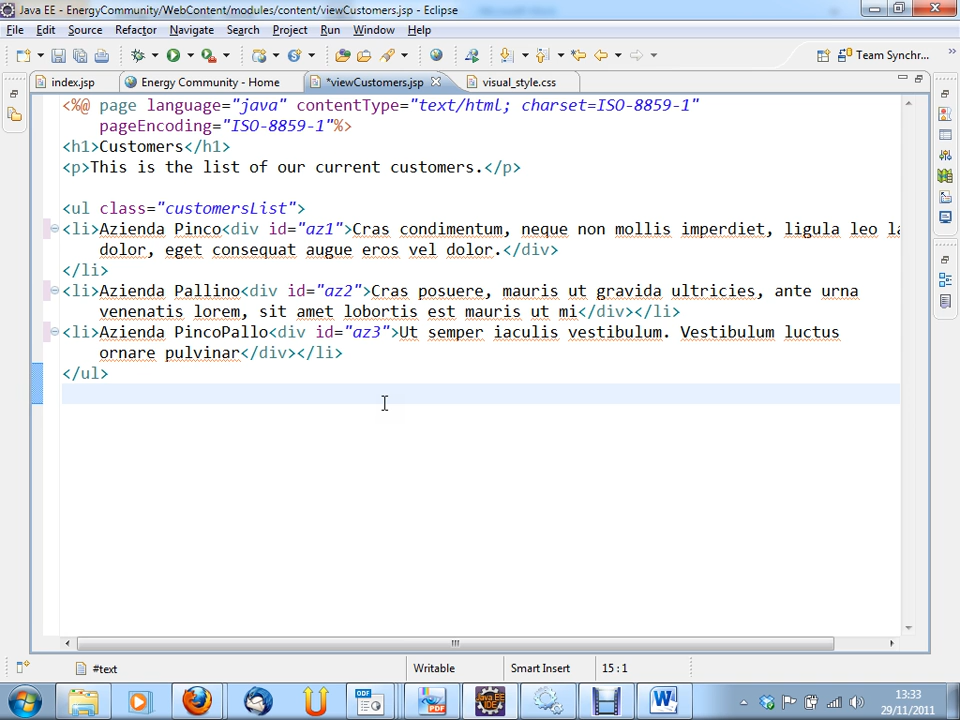 Java EE - EnergyCommunity/WebContent/modules/content/viewCustomers.jsp - Eclipse
File Edit Source Refactor Navigate Search Project Run Window Help
Team Synchr...
index.jsp Energy Community - Home *viewCustomers.jsp visual_style.css
<%@ page language="java" contentType="text/html; charset=ISO-8859-1"
pageEncoding="ISO-8859-1"%>
<h1>Customers</h1>
<p>This is the list of our current customers.</p>
<ul class="customersList">
<li>Azienda Pinco<div id="az1">Cras condimentum, neque non mollis imperdiet, ligula leo la
dolor, eget consequat augue eros vel dolor.</div>
</li>
<li>Azienda Pallino<div id="az2">Cras posuere, mauris ut gravida ultricies, ante urna
venenatis lorem, sit amet lobortis est mauris ut mi</div></li>
<li>Azienda PincoPallo<div id="az3">Ut semper iaculis vestibulum. Vestibulum luctus
ornare pulvinar</div></li>
</ul>
#text Writable Smart Insert 15 : 1
ODF PDF Java EE IDE W
13:33
29/11/2011